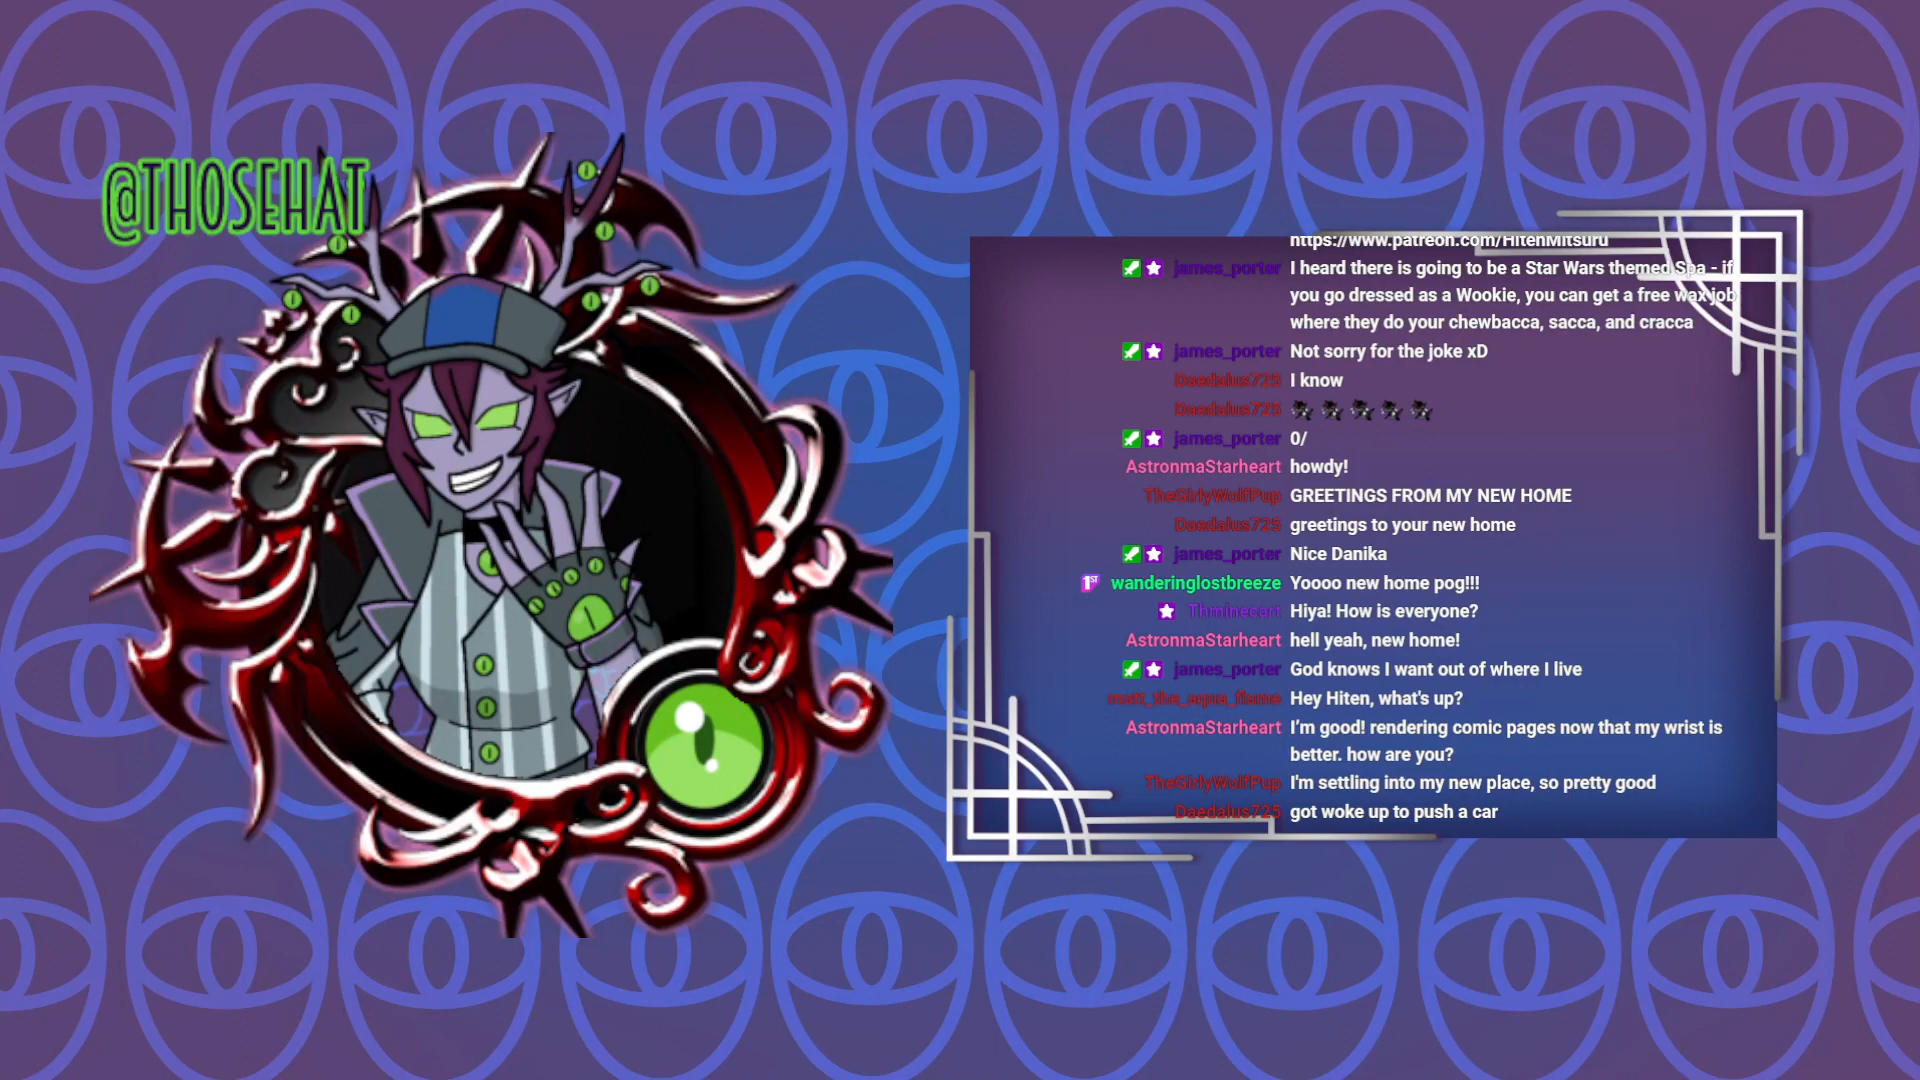 @THOSEHAT
https://www.patreon.com/HitenMitsuru
james_porter I heard there is going to be a Star Wars themed Spa - if
you go dressed as a Wookie, you can get a free wax job
where they do your chewbacca, sacca, and cracca
james_porter Not sorry for the joke xD
Daedalus725 I know
Daedalus725
james_porter 0/
AstronmaStarheart howdy!
TheGirlyWolfPup GREETINGS FROM MY NEW HOME
Daedalus725 greetings to your new home
james_porter Nice Danika
1ST wanderinglostbreeze Yoooo new home pog!!!
Thminecart Hiya! How is everyone?
AstronmaStarheart hell yeah, new home!
james_porter God knows I want out of where I live
matt_the_aqua_flame Hey Hiten, what's up?
AstronmaStarheart I'm good! rendering comic pages now that my wrist is
better. how are you?
TheGirlyWolfPup I'm settling into my new place, so pretty good
Daedalus725 got woke up to push a car